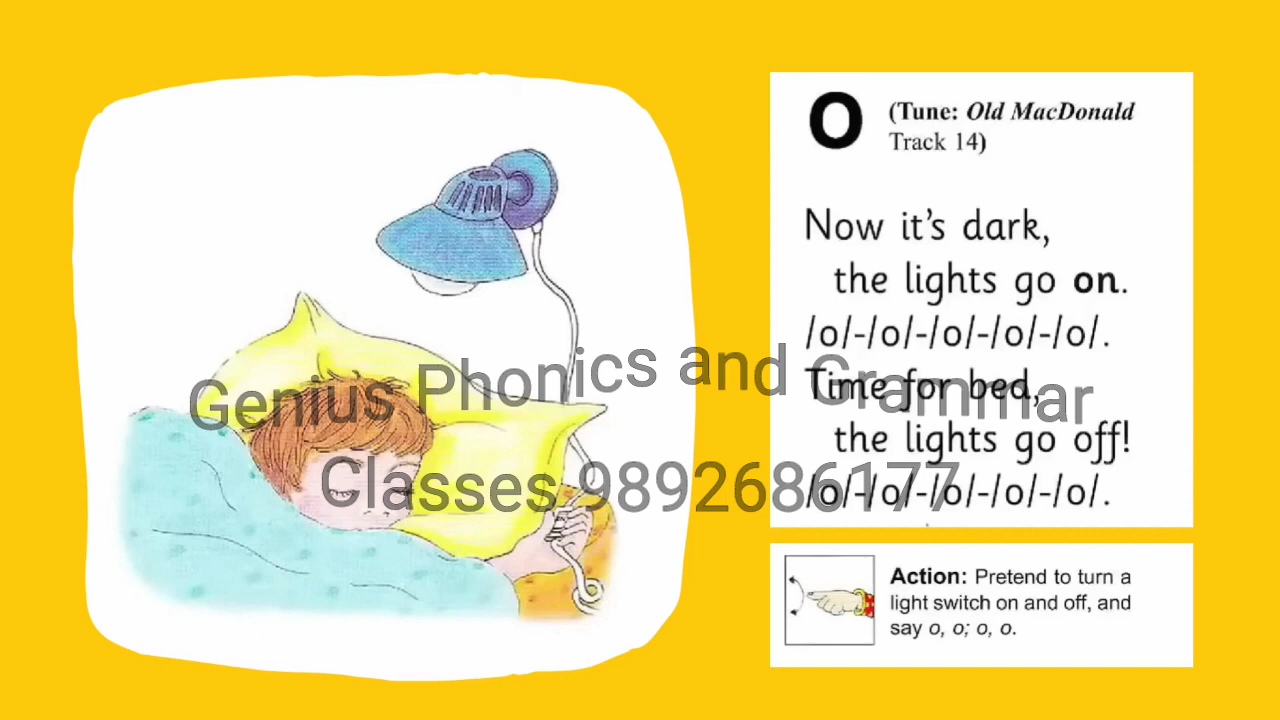 o (Tune: Old MacDonald
Track 14)
Now it's dark,
the lights go on.
/o/-/o/-/o/-/o/-/o/.
Time for bed,
the lights go off!
/o/-/o/-/o/-/o/-/o/.
Genius Phonics and Grammar
Classes 9892686177
Action: Pretend to turn a
light switch on and off, and
say o, o; o, o.